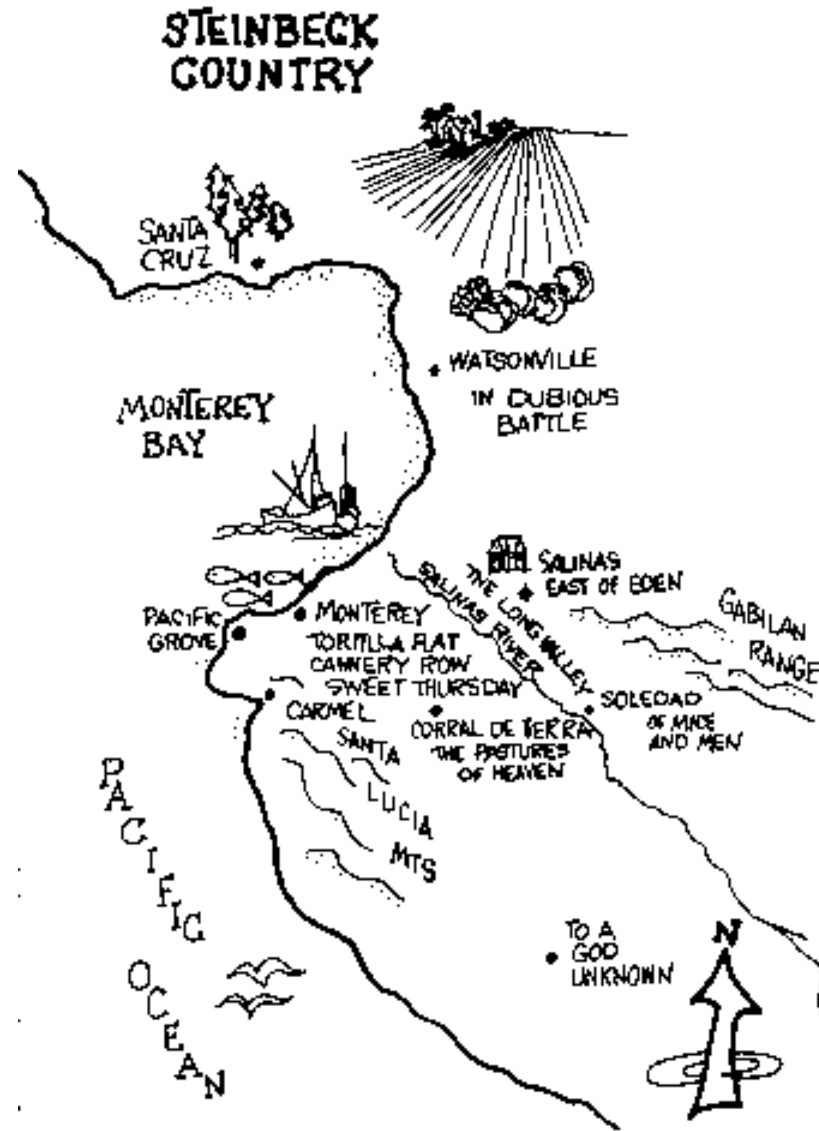 STEINBECK
COUNTRY
SANTA
CRUZ
WATSONVILLE
IN DUBIOUS
BATTLE
MONTEREY
BAY
SALINAS
EAST OF EDEN
THE LONG VALLEY
SALINAS RIVER
GABILAN
RANGE
PACIFIC
GROVE
MONTEREY
TORTILLA FLAT
CANNERY ROW
SWEET THURSDAY
CARMEL
CORRAL DE TIERRA
THE PASTURES
OF HEAVEN
SOLEDAD
OF MICE
AND MEN
SANTA
LUCIA
MTS
PACIFIC
OCEAN
TO A
GOD
UNKNOWN
N